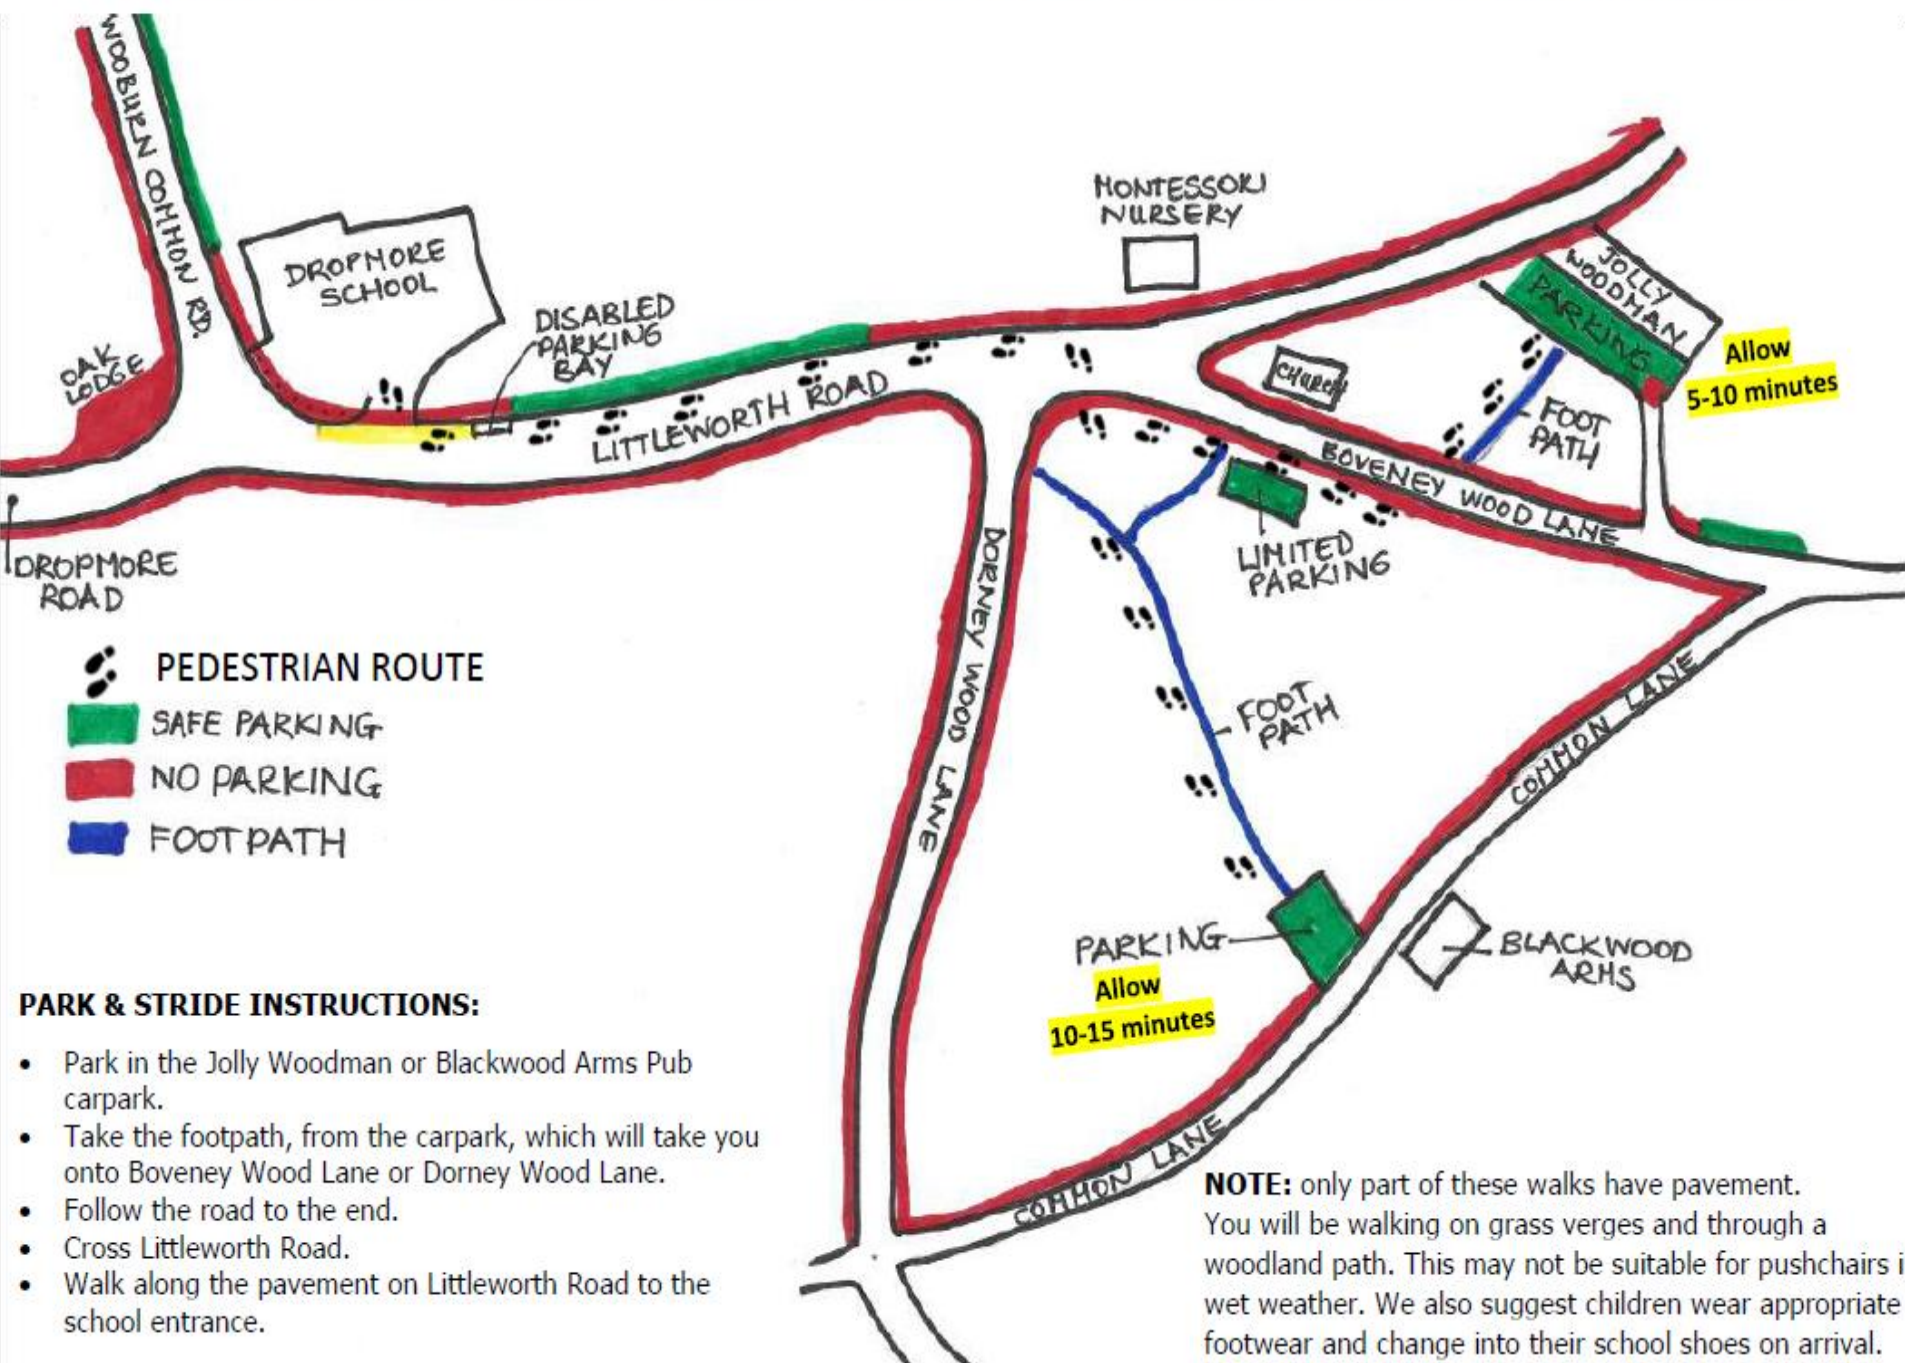 WOOBURN COMMON RD.
DROPMORE
SCHOOL
OAK
LODGE
DISABLED
PARKING
BAY
MONTESSORI
NURSERY
JOLLY
WOODMAN
PARKING
Allow
5-10 minutes
CHURCH
FOOT
PATH
LITTLEWORTH ROAD
BOVENEY WOOD LANE
LIMITED
PARKING
DROPMORE
ROAD
DORNEY WOOD LANE
PEDESTRIAN ROUTE
SAFE PARKING
NO PARKING
FOOTPATH
FOOT
PATH
COMMON LANE
PARKING
Allow
10-15 minutes
BLACKWOOD
ARMS
COMMON LANE
PARK & STRIDE INSTRUCTIONS:
• Park in the Jolly Woodman or Blackwood Arms Pub
carpark.
• Take the footpath, from the carpark, which will take you
onto Boveney Wood Lane or Dorney Wood Lane.
• Follow the road to the end.
• Cross Littleworth Road.
• Walk along the pavement on Littleworth Road to the
school entrance.
NOTE: only part of these walks have pavement.
You will be walking on grass verges and through a
woodland path. This may not be suitable for pushchairs i
wet weather. We also suggest children wear appropriate
footwear and change into their school shoes on arrival.